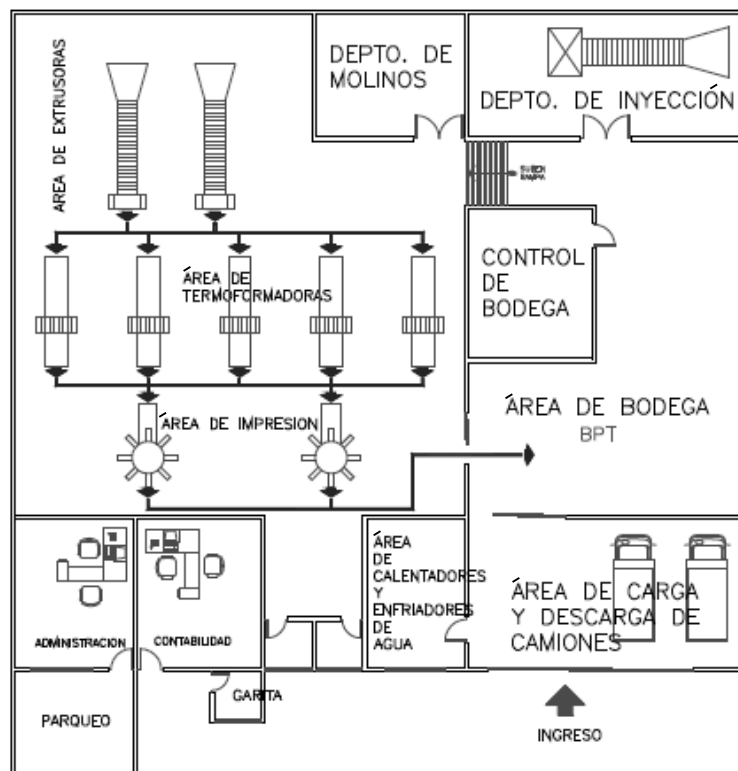 DEPTO. DE
MOLINOS
DEPTO. DE INYECCIÓN
ÁREA DE EXTRUSORAS
CONTROL
DE
BODEGA
ÁREA DE
TERMOFORMADORAS
ÁREA DE BODEGA
BPT
ÁREA DE IMPRESION
ÁREA
DE
CALENTADORES
Y
ENFRIADORES
DE
AGUA
ÁREA DE CARGA
Y DESCARGA DE
CAMIONES
ADMINISTRACION
CONTABILIDAD
GARITA
PARQUEO
INGRESO